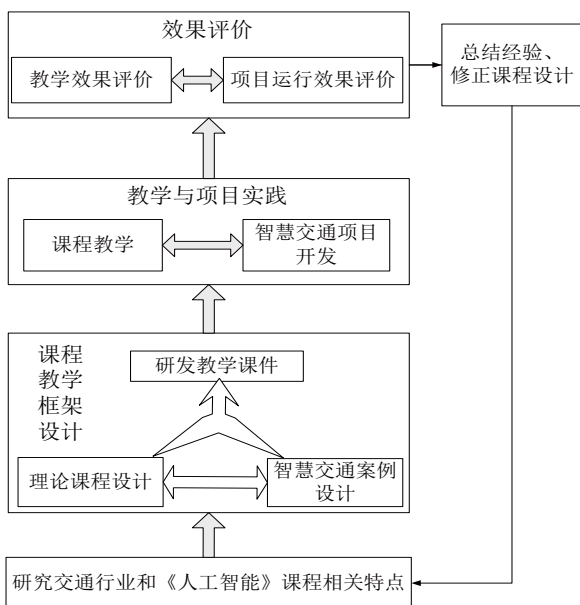 效果评价
教学效果评价
项目运行效果评价
总结经验、
修正课程设计
教学与项目实践
课程教学
智慧交通项目
开发
课程
教学
框架
设计
研发教学课件
理论课程设计
智慧交通案例
设计
研究交通行业和《人工智能》课程相关特点